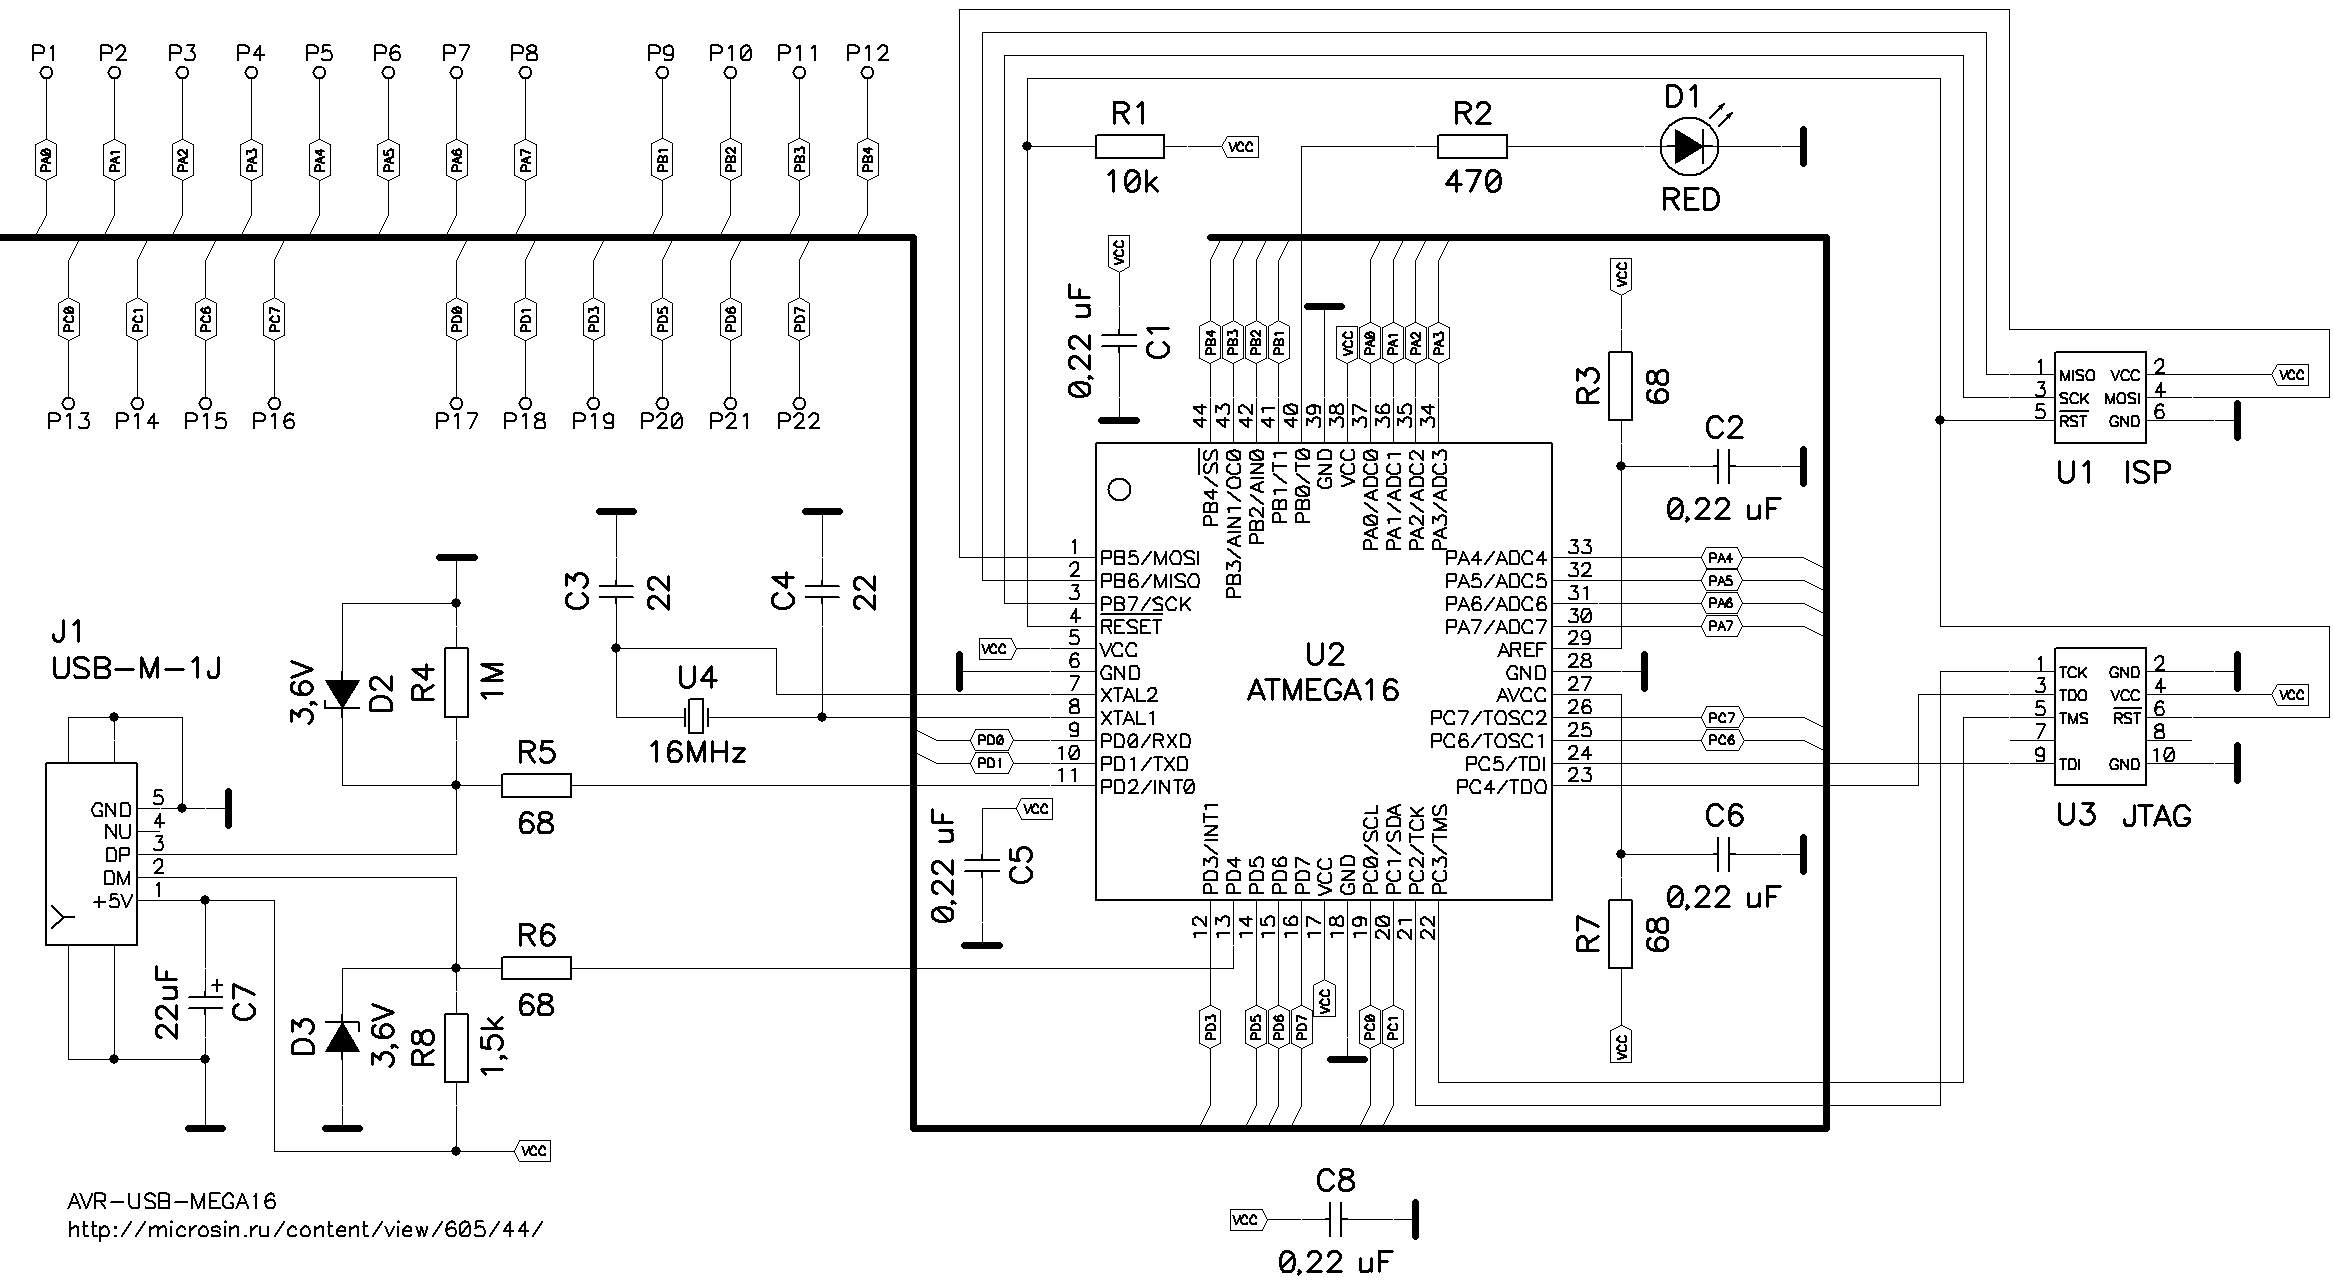 P1 P2 P3 P4 P5 P6 P7 P8 P9 P10 P11 P12
PA0 PA1 PA2 PA3 PA4 PA5 PA6 PA7 PB1 PB2 PB3 PB4
PC0 PC1 PC6 PC7 PD0 PD1 PD3 PD5 PD6 PD7
P13 P14 P15 P16 P17 P18 P19 P20 P21 P22
R1
10k
VCC
R2
470
D1
RED
VCC
0,22 uF
C1
PB4 PB3 PB2 PB1 VCC PA0 PA1 PA2 PA3
44 43 42 41 40 39 38 37 36 35 34
PB4/SS
PB3/AIN1/OC0
PB2/AIN0
PB1/T1
PB0/T0
GND
VCC
PA0/ADC0
PA1/ADC1
PA2/ADC2
PA3/ADC3
VCC
R3
68
C2
0,22 uF
1 MISO VCC 2 VCC
3 SCK MOSI 4
5 RST GND 6
U1 ISP
1 PB5/MOSI
2 PB6/MISO
3 PB7/SCK
4 RESET
VCC 5 VCC
6 GND
7 XTAL2
8 XTAL1
PD0 9 PD0/RXD
PD1 10 PD1/TXD
11 PD2/INT0
U2
ATMEGA16
PA4/ADC4 33 PA4
PA5/ADC5 32 PA5
PA6/ADC6 31 PA6
PA7/ADC7 30 PA7
AREF 29
GND 28
AVCC 27
PC7/TOSC2 26 PC7
PC6/TOSC1 25 PC6
PC5/TDI 24
PC4/TDO 23
PD3/INT1
PD4
PD5
PD6
PD7
VCC
GND
PC0/SCL
PC1/SDA
PC2/TCK
PC3/TMS
12 13 14 15 16 17 18 19 20 21 22
PD3 PD5 PD6 PD7 VCC PC0 PC1
1 TCK GND 2
3 TDO VCC 4 VCC
5 TMS RST 6
7 8
9 TDI GND 10
U3 JTAG
C6
0,22 uF
R7
68
VCC
C3
22
C4
22
U4
16MHz
VCC
0,22 uF
C5
J1
USB-M-1J
3,6V
D2
R4
1M
R5
68
GND 5
NU 4
DP 3
DM 2
+5V 1
R6
68
22uF
+
C7
D3
3,6V
R8
1,5k
VCC
AVR-USB-MEGA16
http://microsin.ru/content/view/605/44/
C8
VCC
0,22 uF